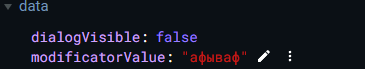 data
dialogVisible: false
modificatorValue: "афываф"